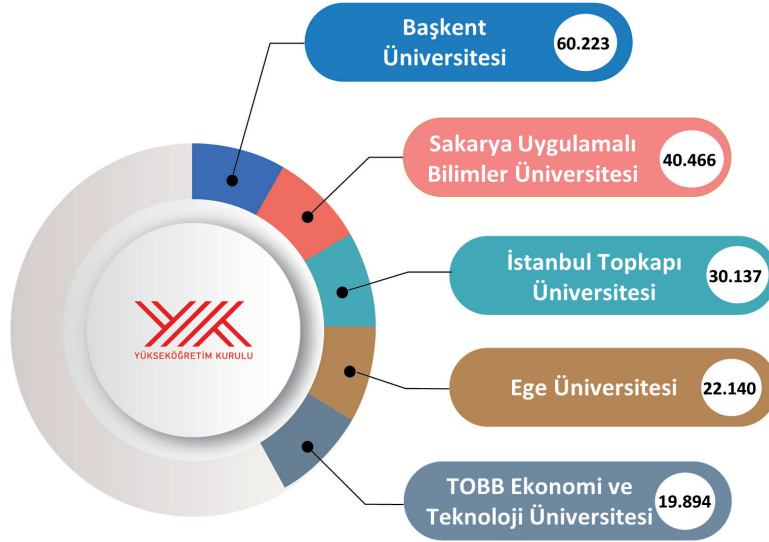 Başkent
Üniversitesi
60.223
Sakarya Uygulamalı
Bilimler Üniversitesi
40.466
İstanbul Topkapı
Üniversitesi
30.137
YÜKSEKÖĞRETİM KURULU
Ege Üniversitesi
22.140
TOBB Ekonomi ve
Teknoloji Üniversitesi
19.894